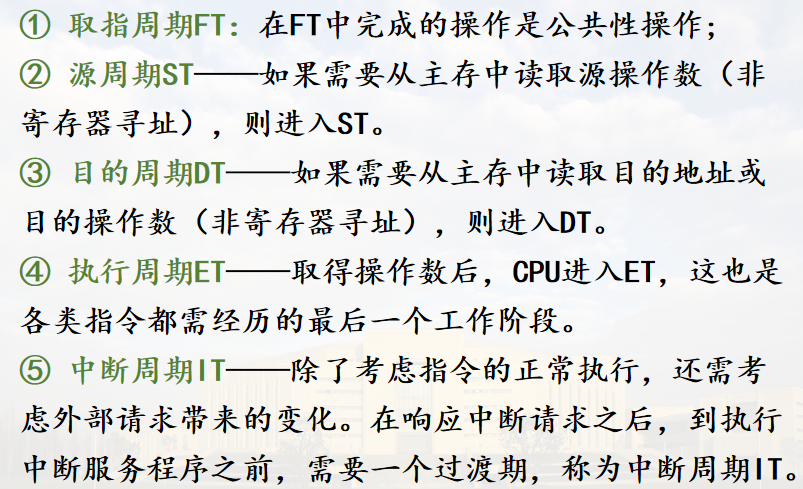 ① 取指周期FT：在FT中完成的操作是公共性操作；
② 源周期ST——如果需要从主存中读取源操作数（非
寄存器寻址），则进入ST。
③ 目的周期DT——如果需要从主存中读取目的地址或
目的操作数（非寄存器寻址），则进入DT。
④ 执行周期ET——取得操作数后，CPU进入ET，这也是
各类指令都需经历的最后一个工作阶段。
⑤ 中断周期IT——除了考虑指令的正常执行，还需考
虑外部请求带来的变化。在响应中断请求之后，到执行
中断服务程序之前，需要一个过渡期，称为中断周期IT。